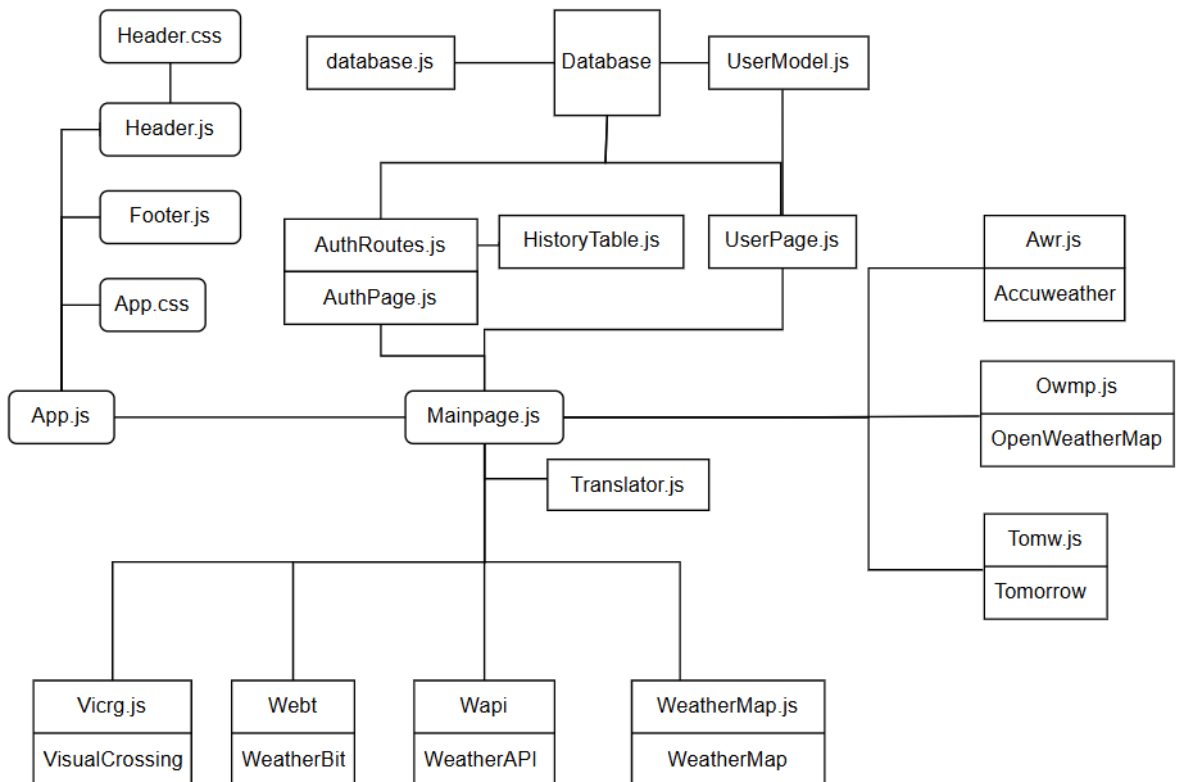 Header.css
database.js
Database
UserModel.js
Header.js
Footer.js
AuthRoutes.js
HistoryTable.js
UserPage.js
Awr.js
AuthPage.js
Accuweather
App.css
App.js
Mainpage.js
Owmp.js
OpenWeatherMap
Translator.js
Tomw.js
Tomorrow
Vicrg.js
Webt
Wapi
WeatherMap.js
VisualCrossing
WeatherBit
WeatherAPI
WeatherMap